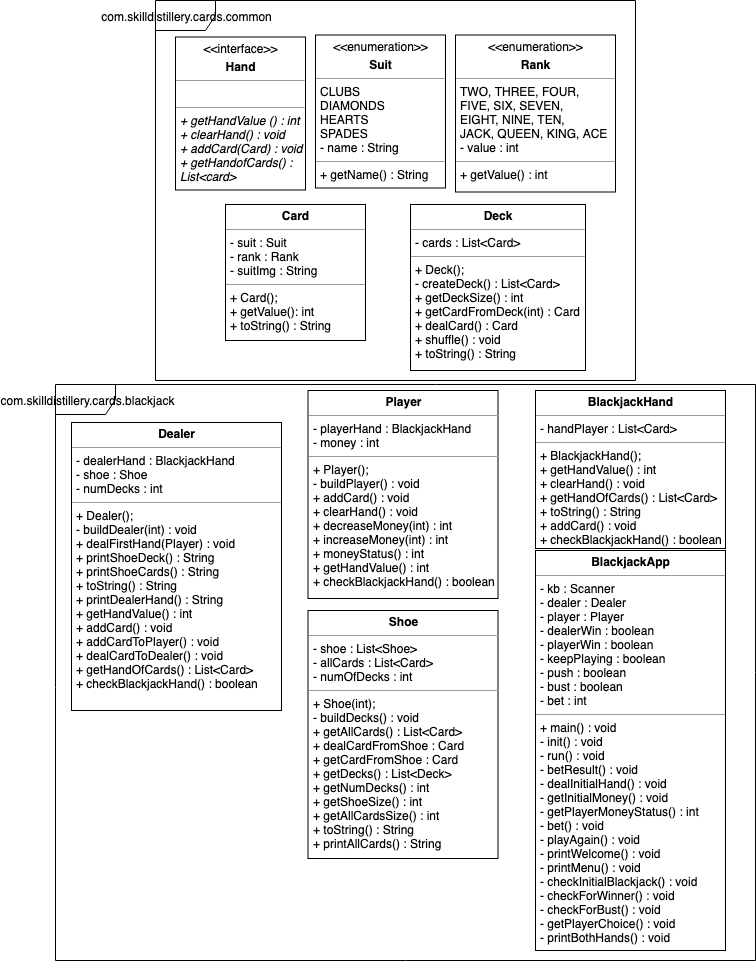 com.skilldistillery.cards.common
<<interface>>
Hand
+ getHandValue () : int
+ clearHand() : void
+ addCard(Card) : void
+ getHandofCards() :
List<card>
<<enumeration>>
Suit
CLUBS
DIAMONDS
HEARTS
SPADES
- name : String
+ getName() : String
<<enumeration>>
Rank
TWO, THREE, FOUR,
FIVE, SIX, SEVEN,
EIGHT, NINE, TEN,
JACK, QUEEN, KING, ACE
- value : int
+ getValue() : int
Card
- suit : Suit
- rank : Rank
- suitImg : String
+ Card();
+ getValue(): int
+ toString() : String
Deck
- cards : List<Card>
+ Deck();
- createDeck() : List<Card>
+ getDeckSize() : int
+ getCardFromDeck(int) : Card
+ dealCard() : Card
+ shuffle() : void
+ toString() : String
com.skilldistillery.cards.blackjack
Dealer
- dealerHand : BlackjackHand
- shoe : Shoe
- numDecks : int
+ Dealer();
- buildDealer(int) : void
+ dealFirstHand(Player) : void
+ printShoeDeck() : String
+ printShoeCards() : String
+ toString() : String
+ printDealerHand() : String
+ getHandValue() : int
+ addCard() : void
+ addCardToPlayer() : void
+ dealCardToDealer() : void
+ getHandOfCards() : List<Card>
+ checkBlackjackHand() : boolean
Player
- playerHand : BlackjackHand
- money : int
+ Player();
- buildPlayer() : void
+ addCard() : void
+ clearHand() : void
+ decreaseMoney(int) : int
+ increaseMoney(int) : int
+ moneyStatus() : int
+ getHandValue() : int
+ checkBlackjackHand() : boolean
Shoe
- shoe : List<Shoe>
- allCards : List<Card>
- numOfDecks : int
+ Shoe(int);
- buildDecks() : void
+ getAllCards() : List<Card>
+ dealCardFromShoe : Card
+ getCardFromShoe : Card
+ getDecks() : List<Deck>
+ getNumDecks() : int
+ getShoeSize() : int
+ getAllCardsSize() : int
+ toString() : String
+ printAllCards() : String
BlackjackHand
- handPlayer : List<Card>
+ BlackjackHand();
+ getHandValue() : int
+ clearHand() : void
+ getHandOfCards() : List<Card>
+ toString() : String
+ addCard() : void
+ checkBlackjackHand() : boolean
BlackjackApp
- kb : Scanner
- dealer : Dealer
- player : Player
- dealerWin : boolean
- playerWin : boolean
- keepPlaying : boolean
- push : boolean
- bust : boolean
- bet : int
+ main() : void
- init() : void
- run() : void
- betResult() : void
- dealInitialHand() : void
- getInitialMoney() : void
- getPlayerMoneyStatus() : int
- bet() : void
- playAgain() : void
- printWelcome() : void
- printMenu() : void
- checkInitialBlackjack() : void
- checkForWinner() : void
- checkForBust() : void
- getPlayerChoice() : void
- printBothHands() : void